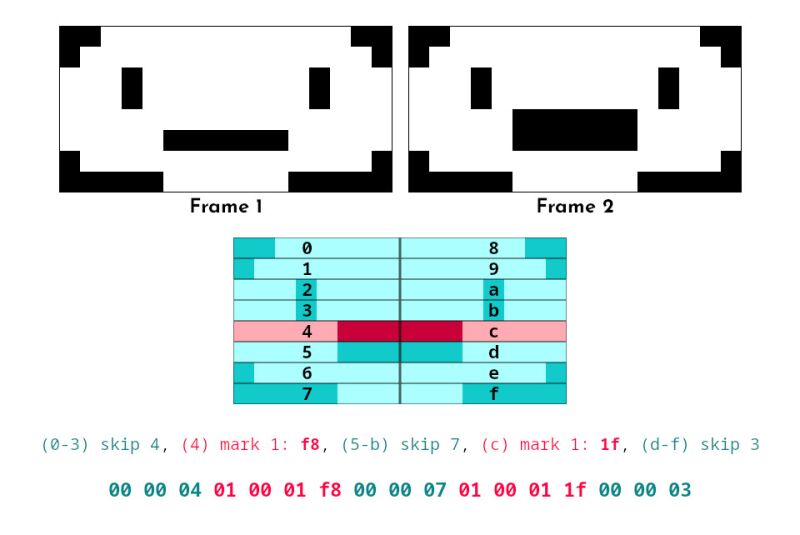 Frame 1 Frame 2
0 8
1 9
2 a
3 b
4 c
5 d
6 e
7 f
(0-3) skip 4, (4) mark 1: f8, (5-b) skip 7, (c) mark 1: 1f, (d-f) skip 3
00 00 04 01 00 01 f8 00 00 07 01 00 01 1f 00 00 03